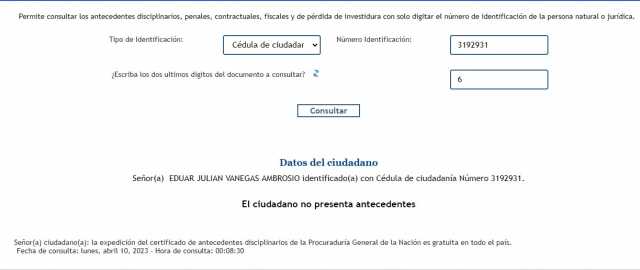 Permite consultar los antecedentes disciplinarios, penales, contractuales, fiscales y de pérdida de investidura con solo digitar el número de identificación de la persona natural o jurídica.
Tipo de Identificación: Cédula de ciudadar Número Identificación: 3192931
¿Escriba los dos ultimos digitos del documento a consultar? 6
Consultar
Datos del ciudadano
Señor(a) EDUAR JULIAN VANEGAS AMBROSIO identificado(a) con Cédula de ciudadanía Número 3192931.
El ciudadano no presenta antecedentes
Señor(a) ciudadano(a): la expedición del certificado de antecedentes disciplinarios de la Procuraduría General de la Nación es gratuita en todo el país.
Fecha de consulta: lunes, abril 10, 2023 - Hora de consulta: 00:08:30